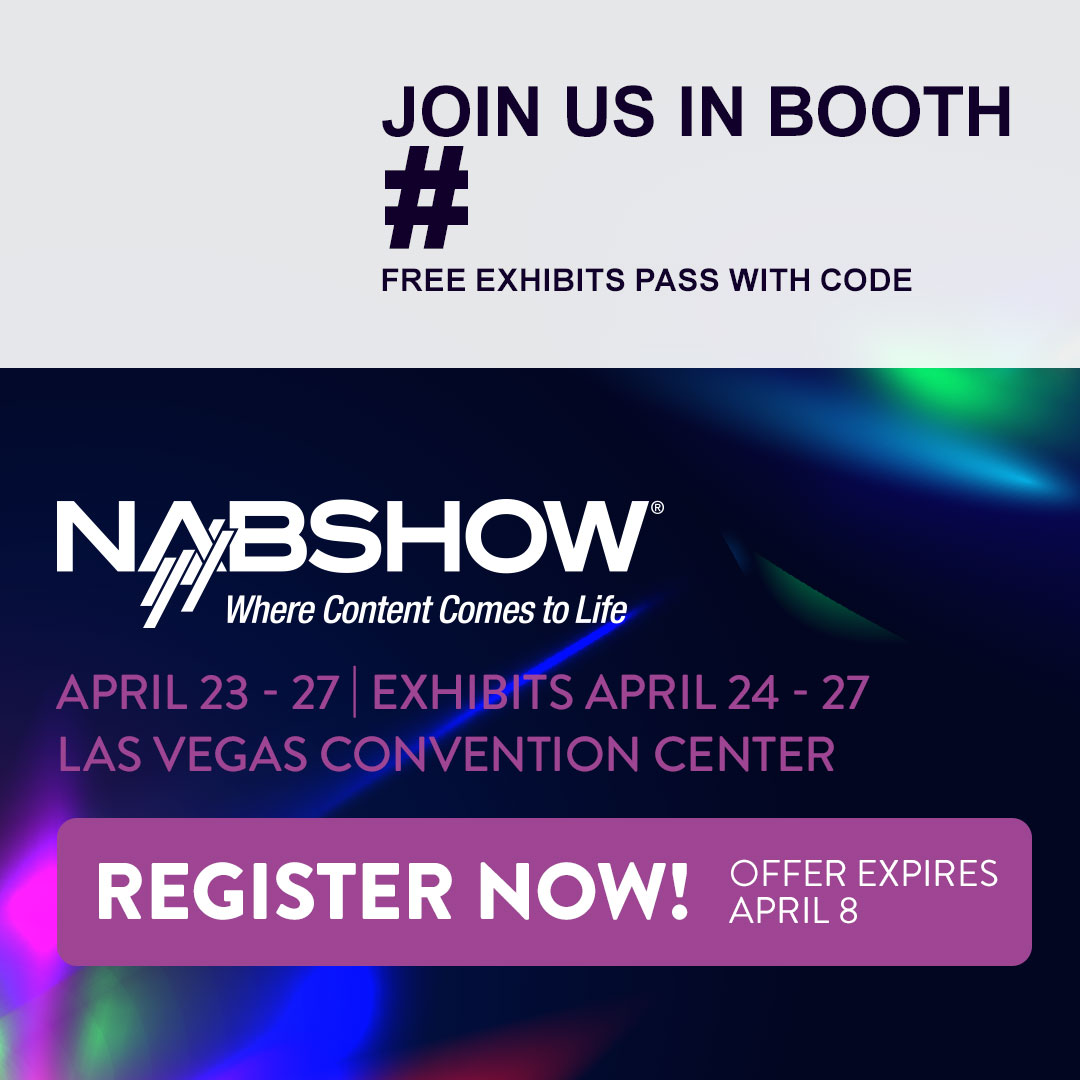 JOIN US IN BOOTH
#
FREE EXHIBITS PASS WITH CODE
NABSHOW®
Where Content Comes to Life
APRIL 23 - 27 | EXHIBITS APRIL 24 - 27
LAS VEGAS CONVENTION CENTER
REGISTER NOW!
OFFER EXPIRES
APRIL 8